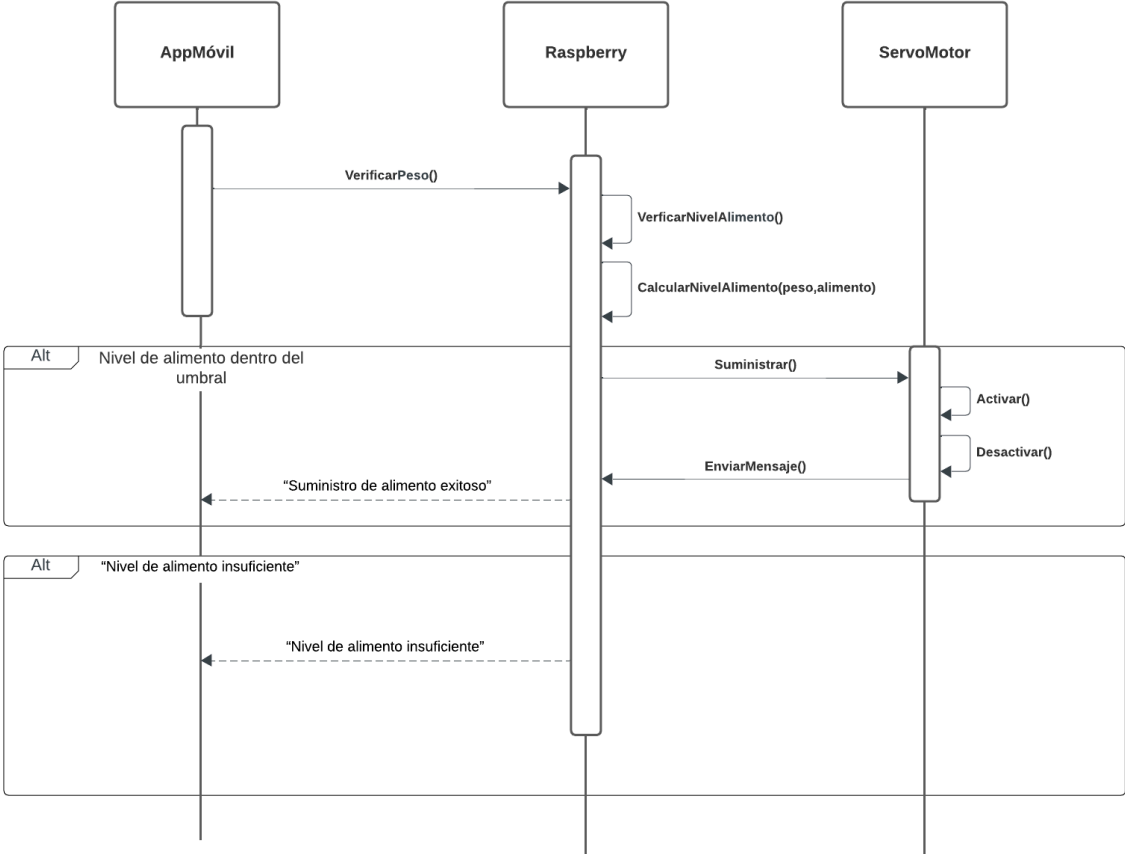 AppMóvil
Raspberry
ServoMotor
VerificarPeso()
VerficarNivelAlimento()
CalcularNivelAlimento(peso,alimento)
Alt
Nivel de alimento dentro del
umbral
Suministrar()
Activar()
Desactivar()
EnviarMensaje()
“Suministro de alimento exitoso”
Alt
“Nivel de alimento insuficiente”
“Nivel de alimento insuficiente”